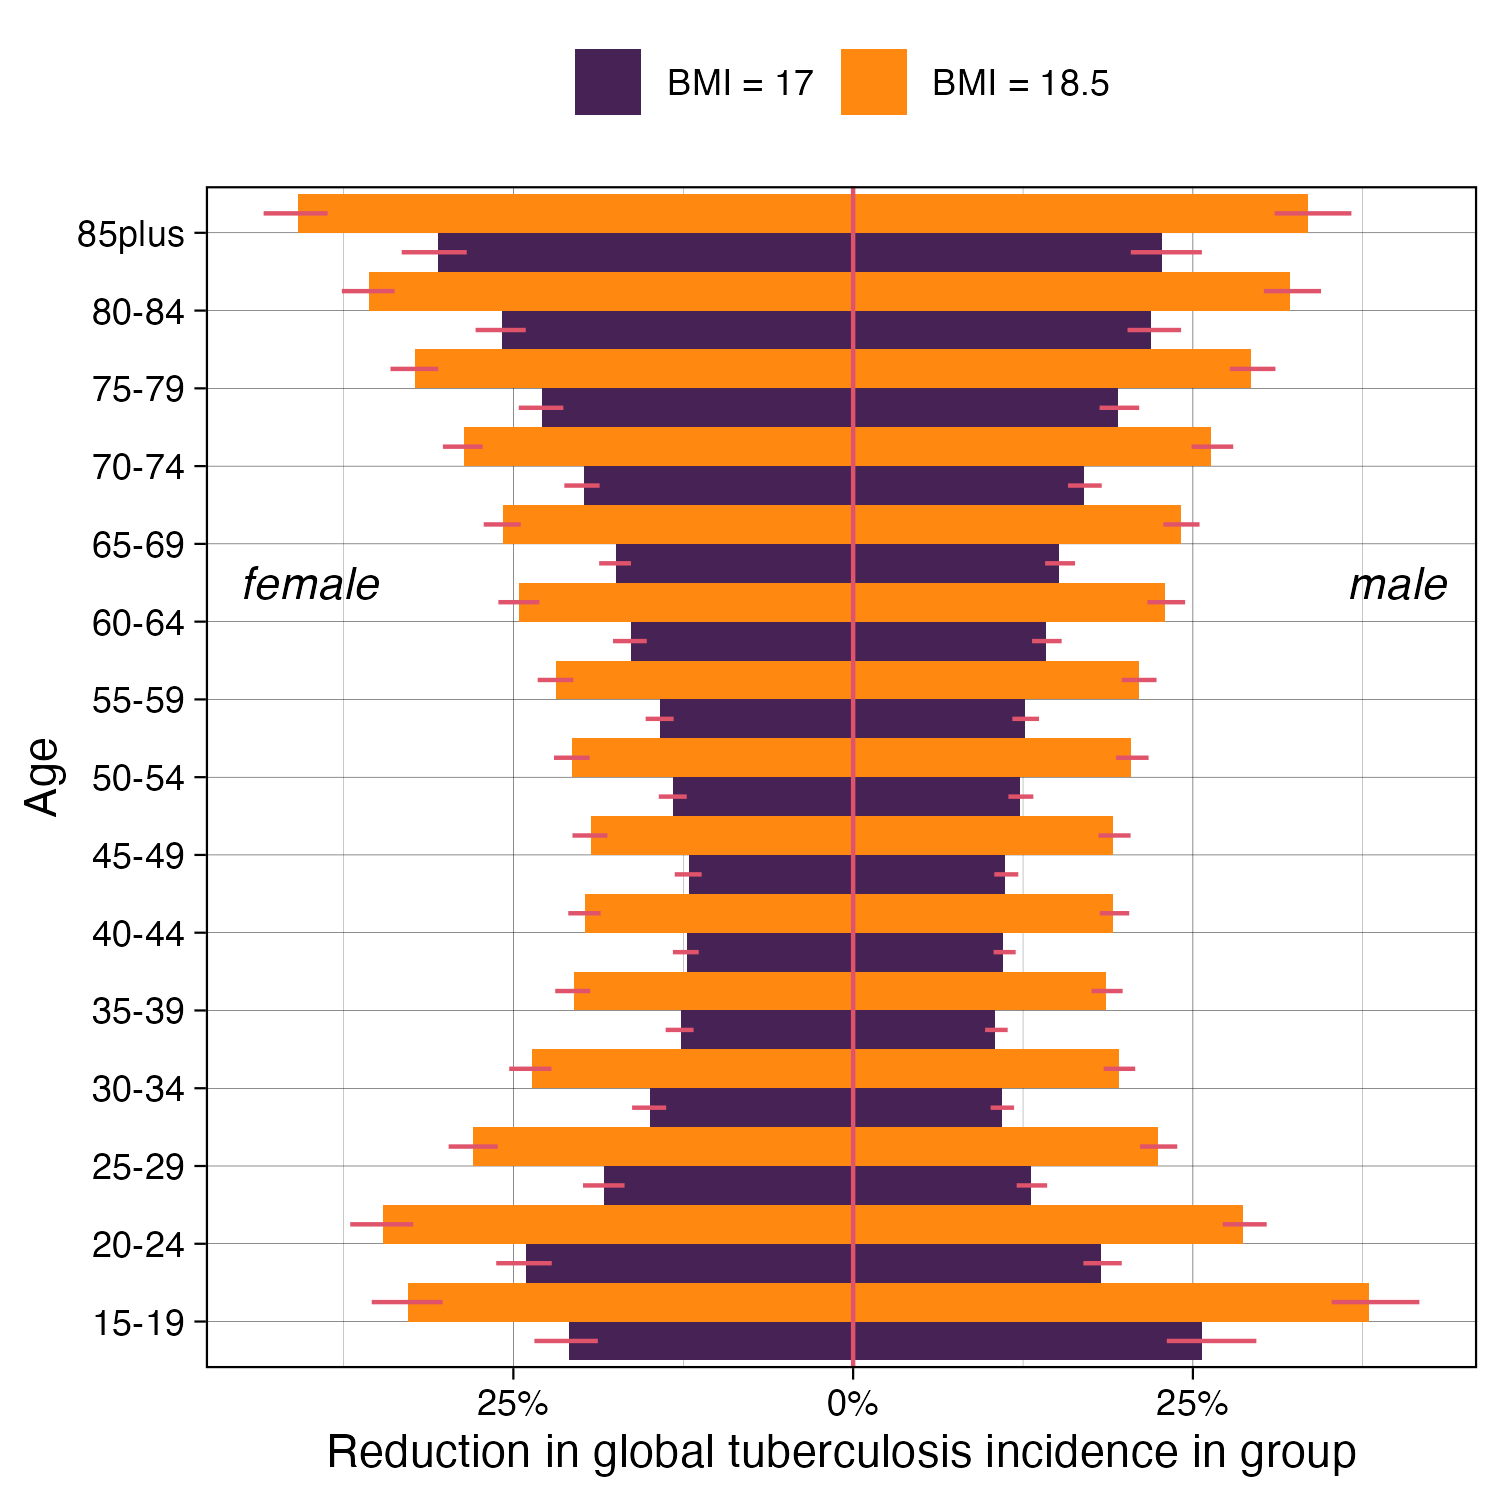 BMI = 17 BMI = 18.5
85plus
80-84
75-79
70-74
65-69
female male
60-64
55-59
Age
50-54
45-49
40-44
35-39
30-34
25-29
20-24
15-19
25% 0% 25%
Reduction in global tuberculosis incidence in group